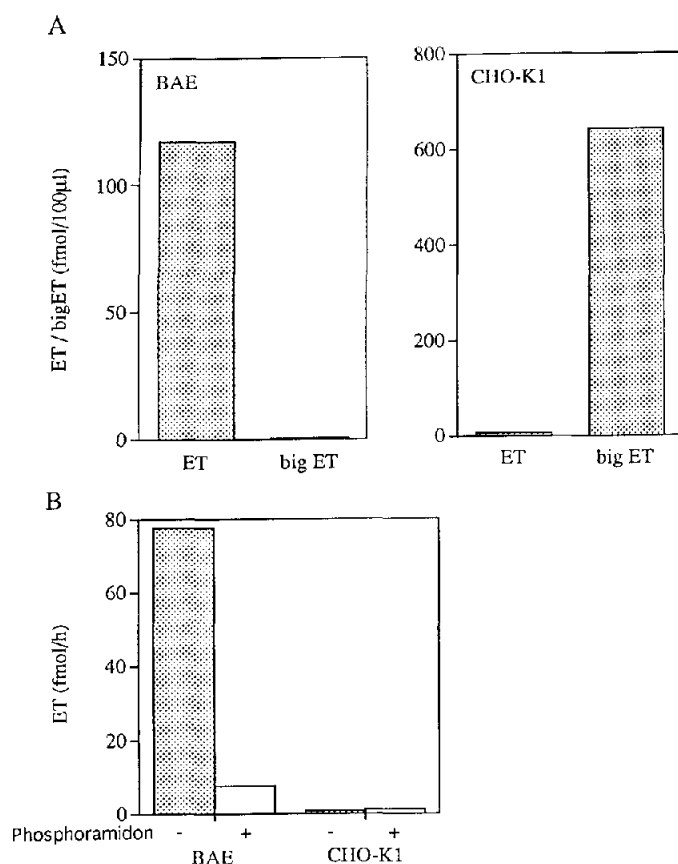 A
ET / bigET (fmol/100µl)
150
100
50
0
BAE
ET
big ET
800
600
400
200
0
CHO-K1
ET
big ET
B
ET (fmol/h)
80
60
40
20
0
Phosphoramidon - + - +
BAE CHO-K1